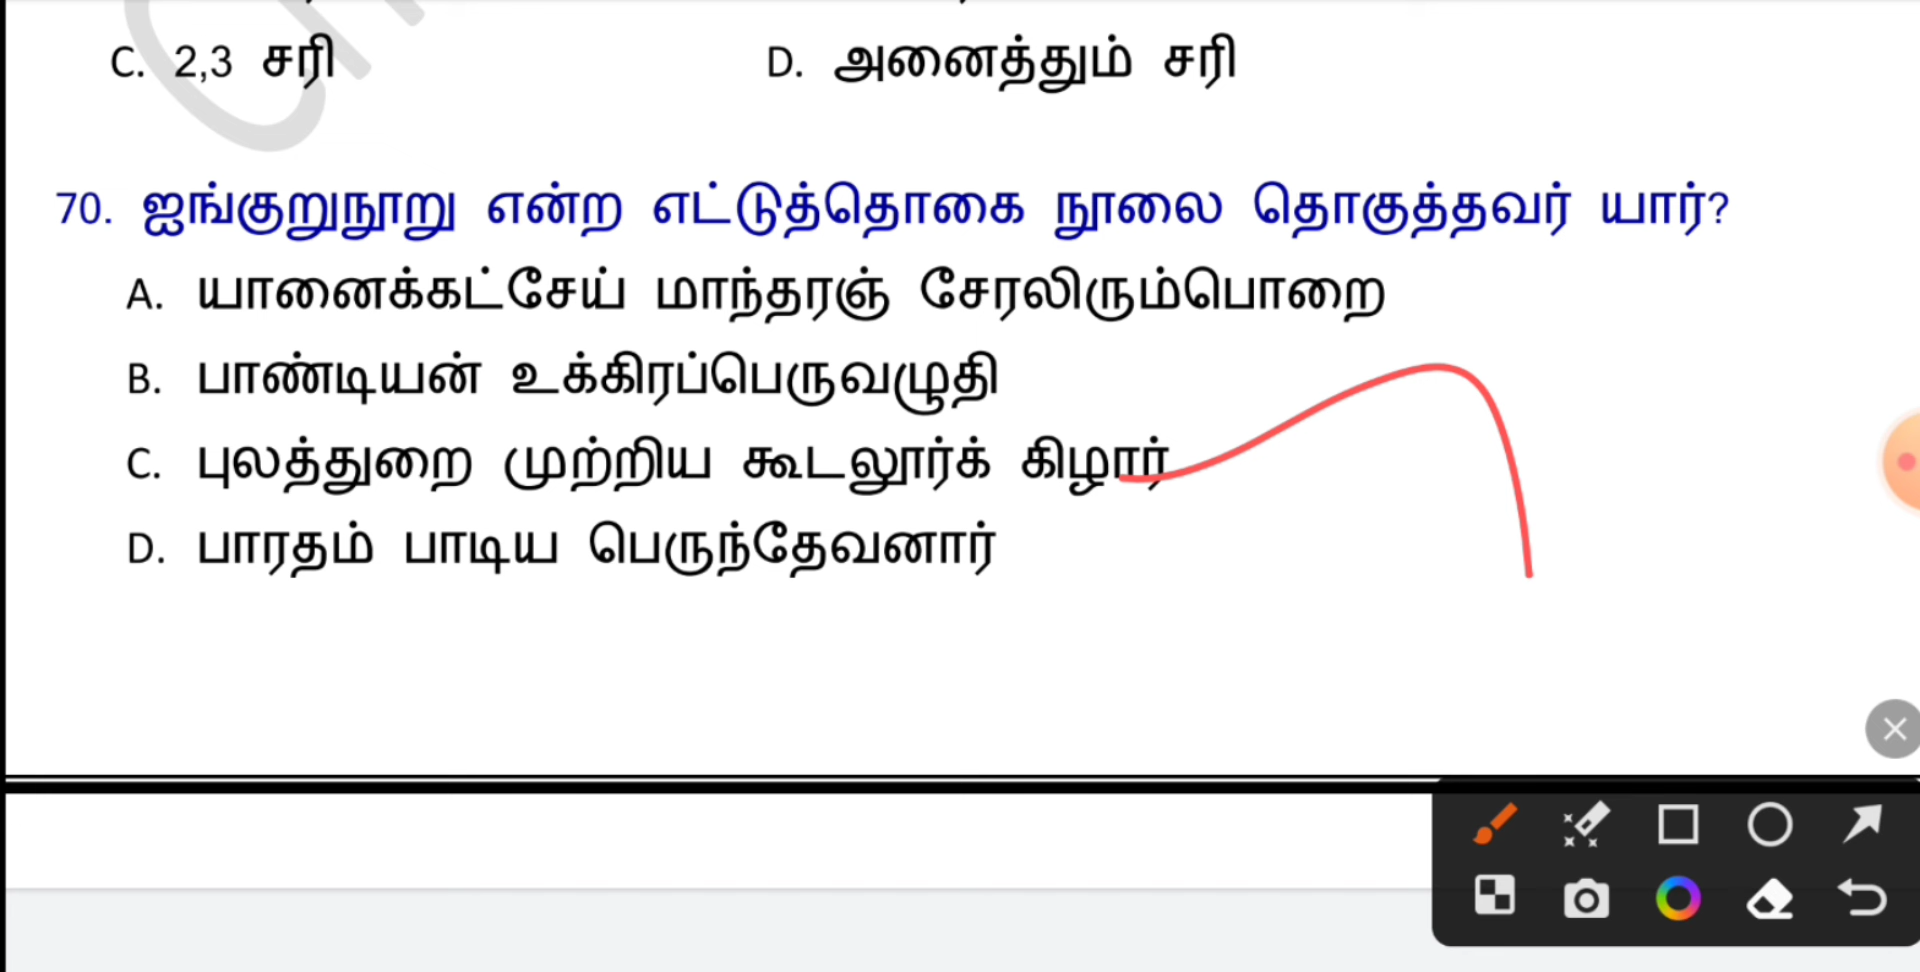 C. 2,3 சரி
D. அனைத்தும் சரி
70. ஐங்குறுநூறு என்ற எட்டுத்தொகை நூலை தொகுத்தவர் யார்?
A. யானைக்கட்சேய் மாந்தரஞ் சேரலிரும்பொறை
B. பாண்டியன் உக்கிரப்பெருவழுதி
C. புலத்துறை முற்றிய கூடலூர்க் கிழார்
D. பாரதம் பாடிய பெருந்தேவனார்